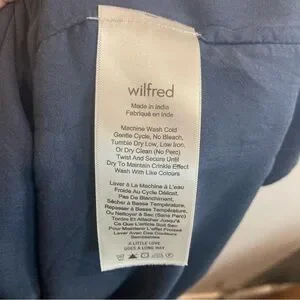 wilfred
Made in India
Fabriqué en Inde
Machine Wash Cold
Gentle Cycle, No Bleach,
Tumble Dry Low, Low Iron,
Or Dry Clean (No Perc)
Twist And Secure Until
Dry To Maintain Crinkle Effect
Wash With Like Colours
Laver À La Machine À L'eau
Froide Au Cycle Délicat,
Pas De Blanchiment,
Sécher À Basse Température,
Repasser À Basse Température,
Ou Nettoyer À Sec (Sans Perc)
Tordre Et Attacher Jusqu'à
Ce Que L'article Soit Sec
Pour Maintenir L'effet Froissé
Laver Avec Des Couleurs
Semblables
A LITTLE LOVE
GOES A LONG WAY